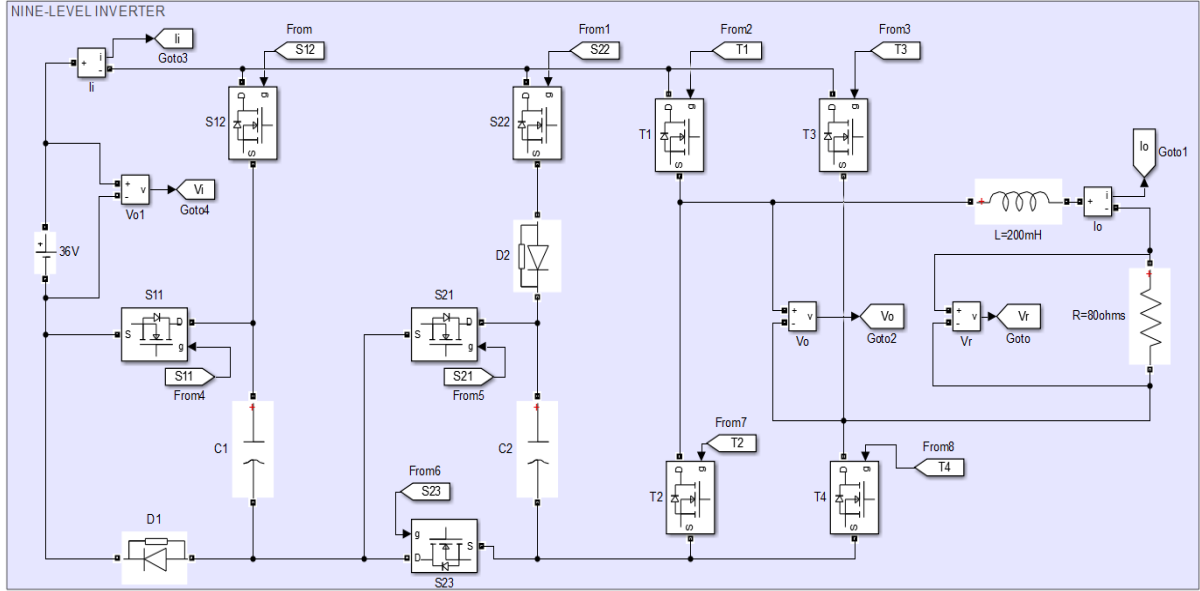 NINE-LEVEL INVERTER
Ii
Goto3
i
+
-
Ii
From
S12
From1
S22
From2
T1
From3
T3
D
g
S12
S
D
g
S22
S
D
g
T1
S
D
g
T3
S
Io
Goto1
+
-
v
Vi
Goto4
Vo1
+
L=200mH
+
i
+
-
Io
+
36V
D2
S11
S
D
g
S11
From4
S21
S
D
g
S21
From5
+
-
v
Vo
Goto2
Vo
+
-
v
Vr
Goto
Vr
+
R=80ohms
+
C1
+
C2
From7
T2
From8
T4
From6
S23
D
g
T2
S
D
g
T4
S
D1
g
D
S
S23